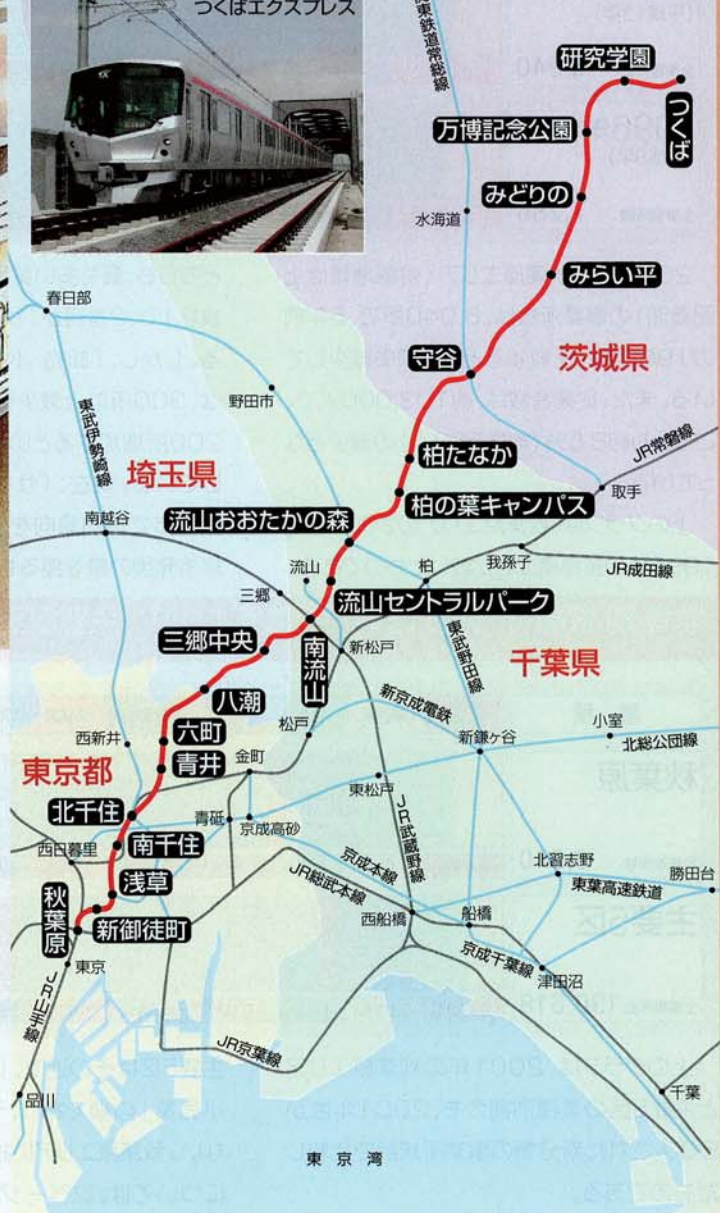 つくばエクスプレス
東鉄道常総線
研究学園
つくば
万博記念公園
みどりの
水海道
みらい平
春日部
守谷
茨城県
野田市
東武伊勢崎線
JR常磐線
柏たなか
取手
埼玉県
柏の葉キャンパス
流山おおたかの森
南越谷
流山
柏
我孫子
JR成田線
三郷
流山セントラルパーク
三郷中央
南流山
新松戸
東武野田線
千葉県
八潮
新京成電鉄
松戸
小室
六町
西新井
新鎌ヶ谷
北総公団線
東京都
青井
金町
東松戸
北千住
青砥
京成高砂
JR武蔵野線
南千住
西日暮里
京成本線
北習志野
勝田台
浅草
JR総武本線
東葉高速鉄道
秋葉原
新御徒町
西船橋
船橋
京成千葉線
東京
津田沼
JR山手線
JR京葉線
品川
千葉
東京湾